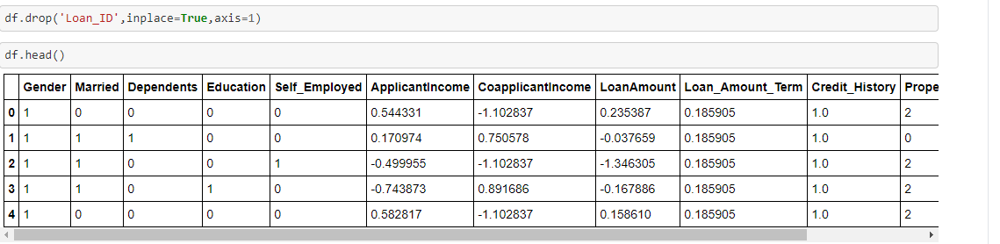 df.drop('Loan_ID',inplace=True,axis=1)
df.head()
Gender Married Dependents Education Self_Employed ApplicantIncome CoapplicantIncome LoanAmount Loan_Amount_Term Credit_History Prope
0 1 0 0 0 0 0.544331 -1.102837 0.235387 0.185905 1.0 2
1 1 1 1 0 0 0.170974 0.750578 -0.037659 0.185905 1.0 0
2 1 1 0 0 1 -0.499955 -1.102837 -1.346305 0.185905 1.0 2
3 1 1 0 1 0 -0.743873 0.891686 -0.167886 0.185905 1.0 2
4 1 0 0 0 0 0.582817 -1.102837 0.158610 0.185905 1.0 2